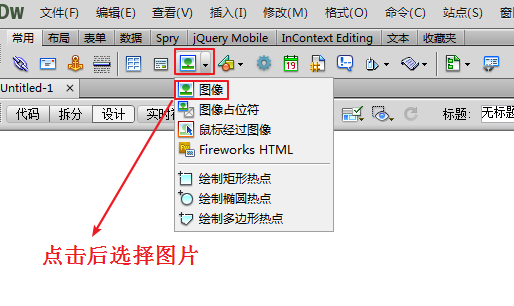 Dw 文件(F) 编辑(E) 查看(V) 插入(I) 修改(M) 格式(O) 命令(C) 站点(S)
常用 布局 表单 数据 Spry jQuery Mobile InContext Editing 文本 收藏夹
19
Untitled-1 ×
代码 拆分 设计 实时 标题: 无标题
图像
图像占位符
鼠标经过图像
Fireworks HTML
绘制矩形热点
绘制椭圆热点
绘制多边形热点
点击后选择图片